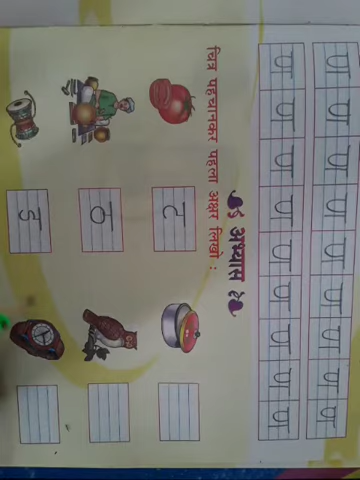 ण ण ण ण ण ण ण ण ण
ण ण ण ण ण ण ण ण ण
अभ्यास
चित्र पहचानकर पहला अक्षर लिखो :
ट
ठ
ड